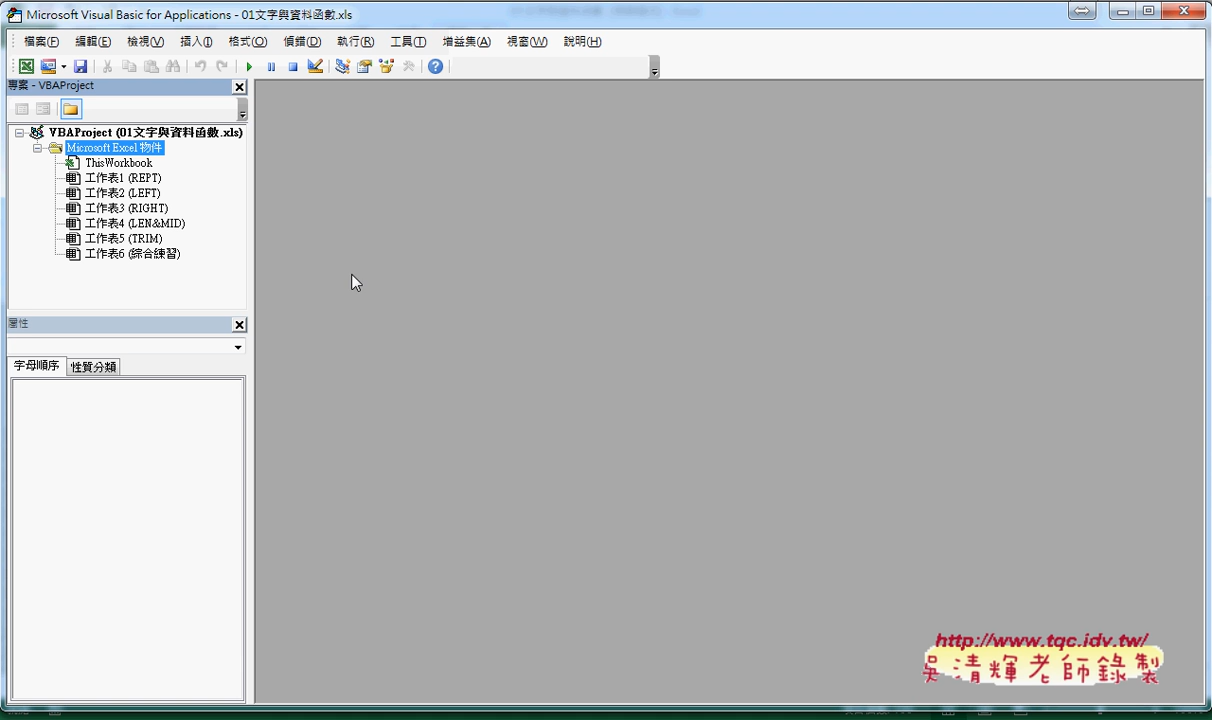 Microsoft Visual Basic for Applications - 01文字與資料函數.xls
檔案(F) 編輯(E) 檢視(V) 插入(I) 格式(O) 偵錯(D) 執行(R) 工具(T) 增益集(A) 視窗(W) 說明(H)
專案 - VBAProject
VBAProject (01文字與資料函數.xls)
Microsoft Excel 物件
ThisWorkbook
工作表1 (REPT)
工作表2 (LEFT)
工作表3 (RIGHT)
工作表4 (LEN&MID)
工作表5 (TRIM)
工作表6 (綜合練習)
屬性
字母順序 性質分類
http://www.tqc.idv.tw/
吳清輝老師錄製